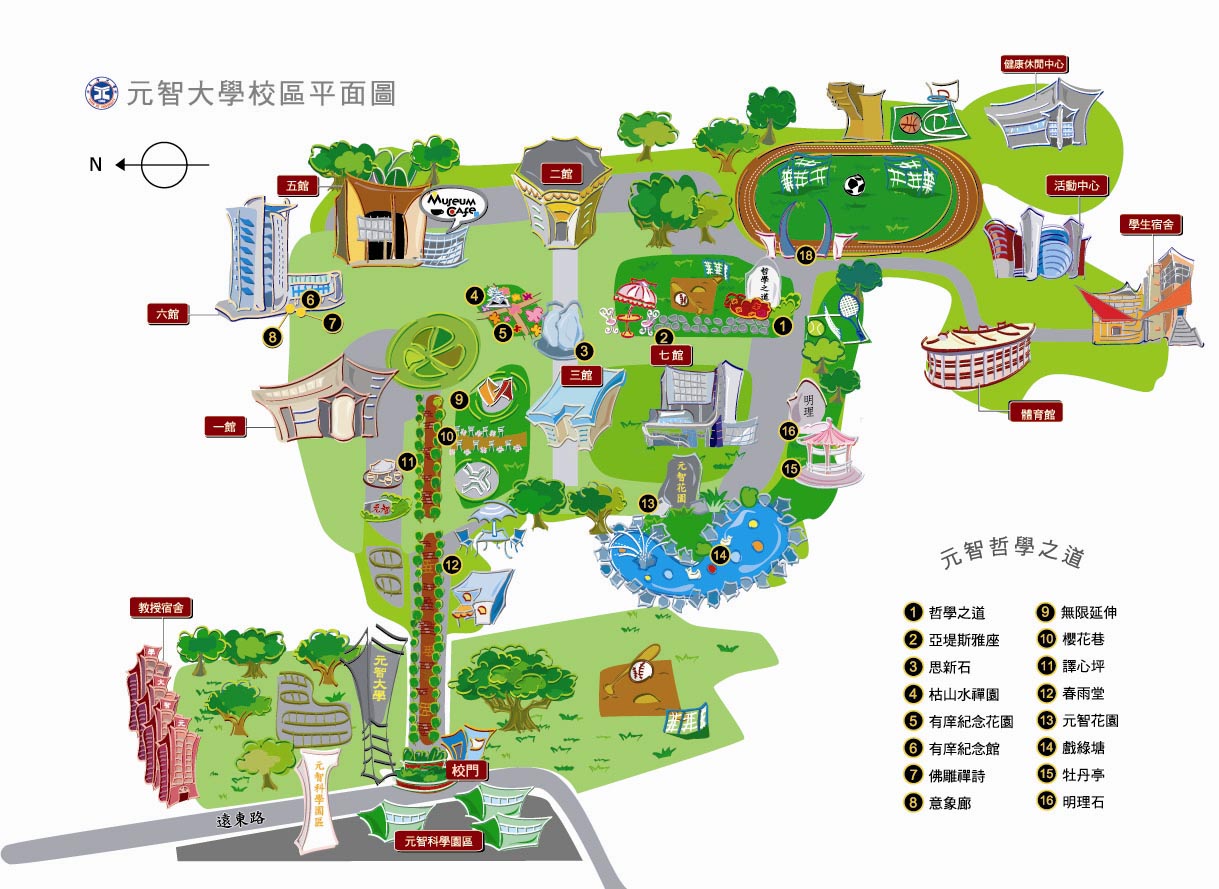 元智大學校區平面圖
N
健康休閒中心
二館
五館
Museum
Cafe
活動中心
學生宿舍
18
哲學之道
4
6
六館
7
8
5
1
2
3
七館
三館
9
明理
體育館
一館
10
16
11
15
元智花園
13
元智
14
12
元智哲學之道
教授宿舍
元智大學
1 哲學之道
2 亞堤斯雅座
3 思新石
4 枯山水禪園
5 有庠紀念花園
6 有庠紀念館
7 佛雕禪詩
8 意象廊
9 無限延伸
10 櫻花巷
11 譯心坪
12 春雨堂
13 元智花園
14 戲綠塘
15 牡丹亭
16 明理石
學
大
智
元
校門
元智科學園區
遠東路
元智科學園區